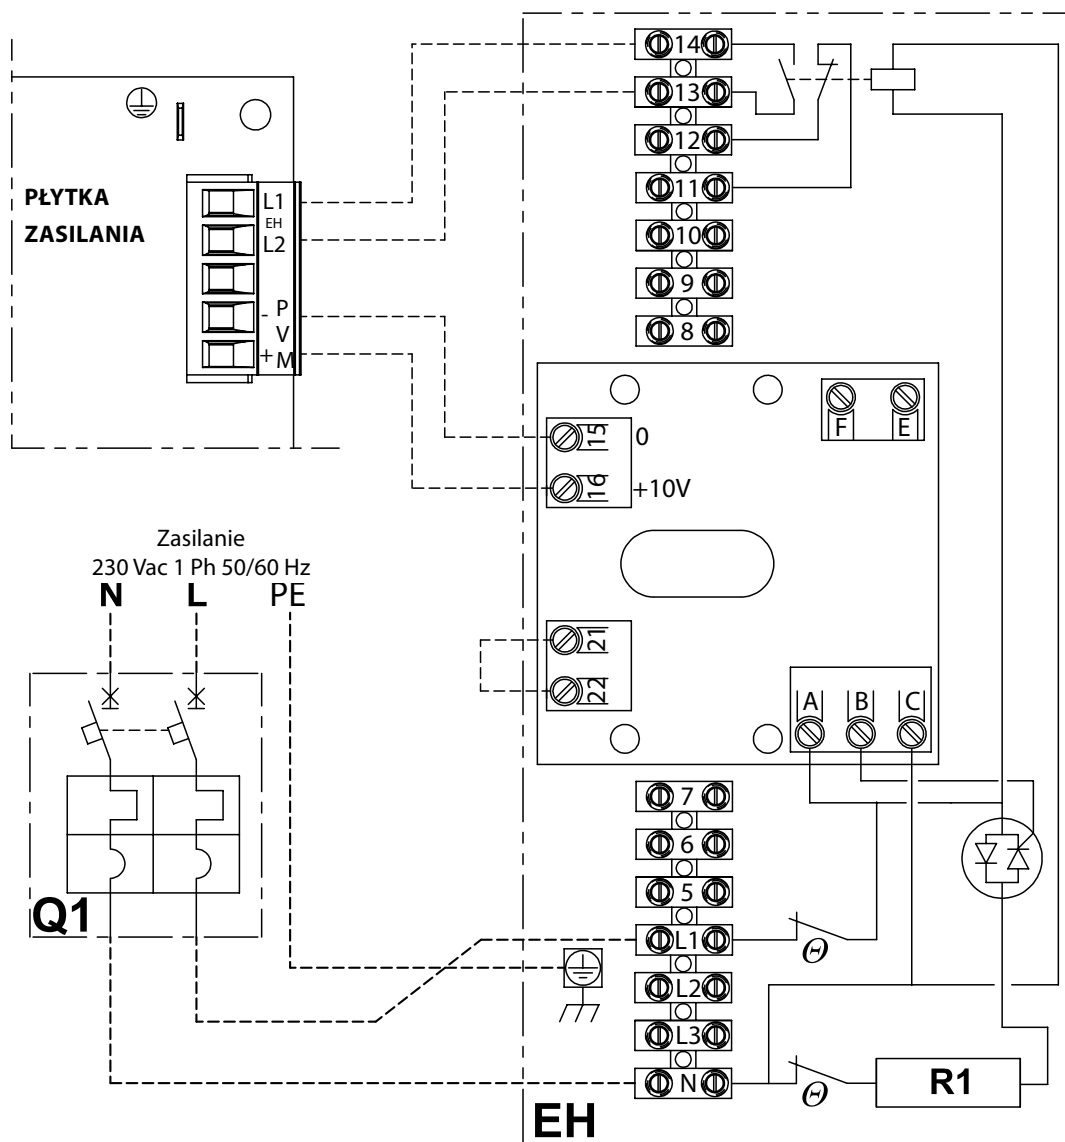 14
13
12
11
10
9
8
PŁYTKA
ZASILANIA
L1
EH
L2
- P
V
+ M
F E
15 0
16 +10V
Zasilanie
230 Vac 1 Ph 50/60 Hz
N L PE
21
22
A B C
7
6
5
Q1
L1
Θ
L2
L3
N
Θ
R1
EH